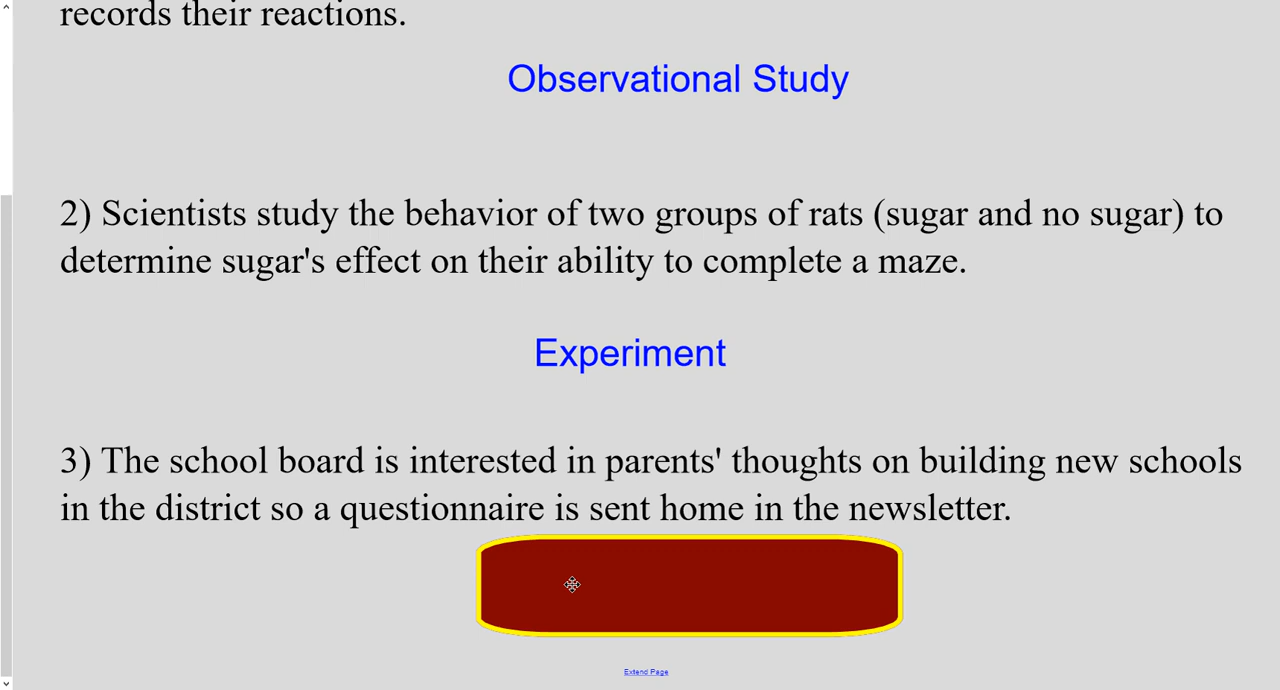 records their reactions.
Observational Study
2) Scientists study the behavior of two groups of rats (sugar and no sugar) to
determine sugar's effect on their ability to complete a maze.
Experiment
3) The school board is interested in parents' thoughts on building new schools
in the district so a questionnaire is sent home in the newsletter.
Extend Page